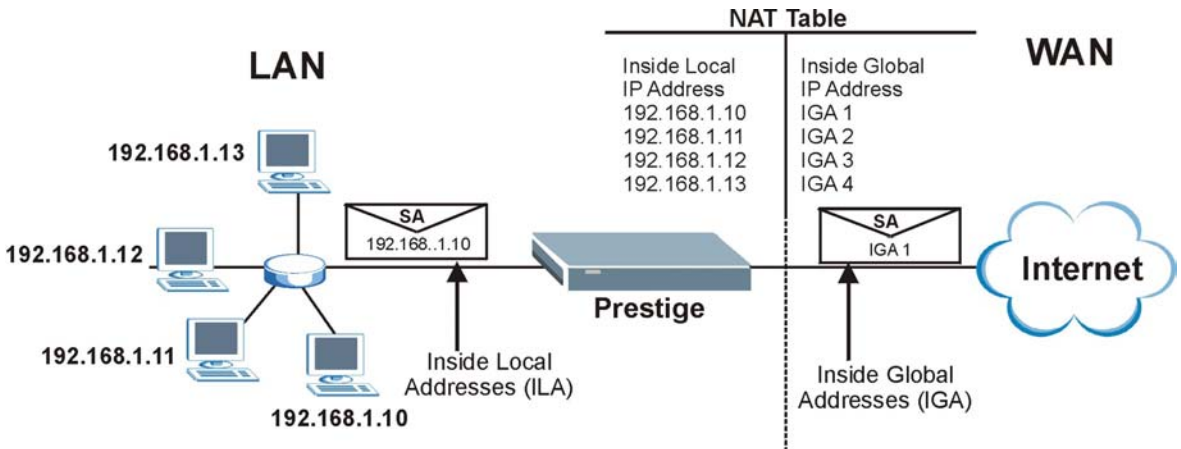 NAT Table
LAN
WAN
Inside Local
IP Address
192.168.1.10
192.168.1.11
192.168.1.12
192.168.1.13
Inside Global
IP Address
IGA 1
IGA 2
IGA 3
IGA 4
192.168.1.13
192.168.1.12
192.168.1.11
192.168.1.10
SA
192.168..1.10
Inside Local
Addresses (ILA)
Prestige
SA
IGA 1
Inside Global
Addresses (IGA)
Internet